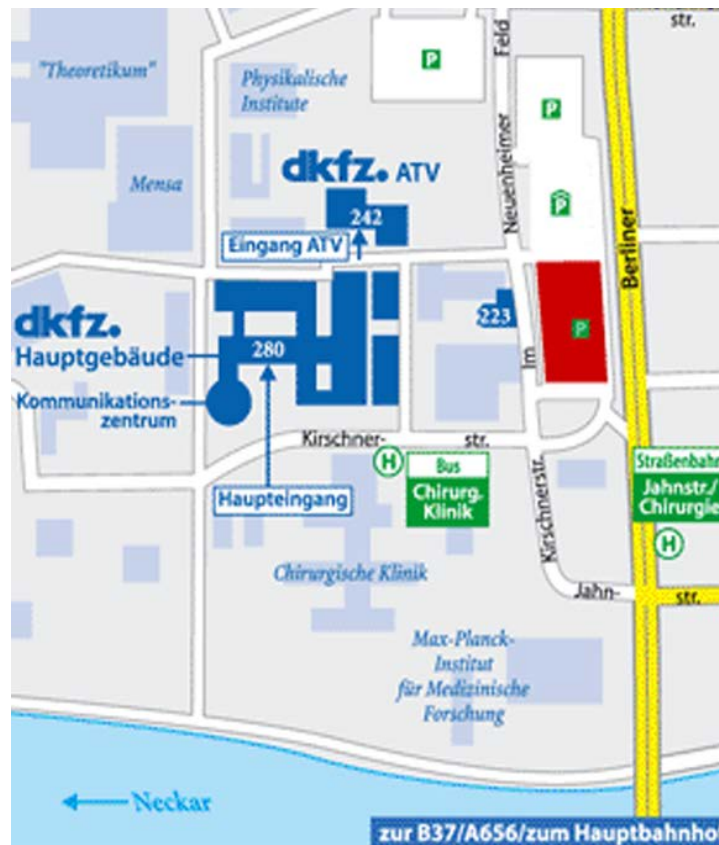 str.
"Theoretikum"
Physikalische
Institute
P
Feld
Neuenheimer
Im
P
P
Mensa
dkfz. ATV
242
Eingang ATV
Berliner
dkfz.
Hauptgebäude
280
223
P
Kommunikations-
zentrum
Kirschner-
str.
H
Bus
Chirurg.
Klinik
Straßenbahn
Jahnstr./
Chirurgie
H
Haupteingang
Kirschnerstr.
Chirurgische Klinik
Jahn-
str.
Max-Planck-
Institut
für Medizinische
Forschung
Neckar
zur B37/A656/zum Hauptbahnho